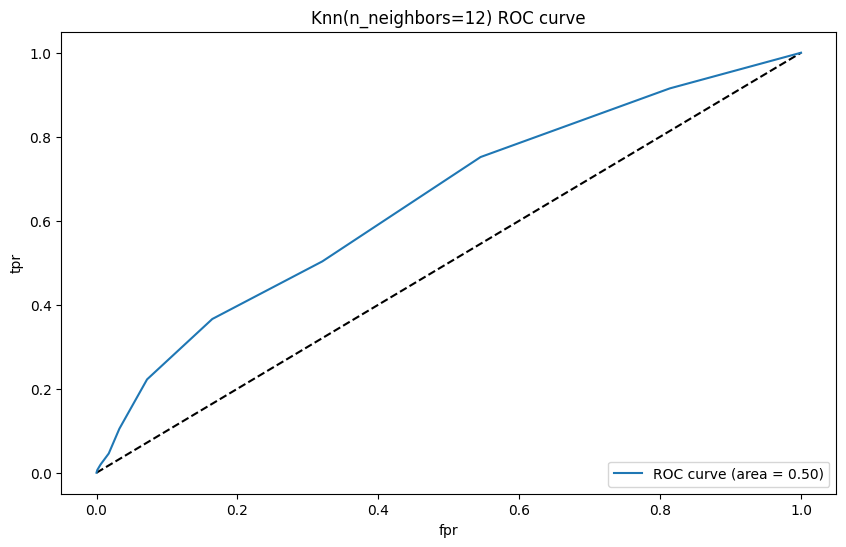 Knn(n_neighbors=12) ROC curve
1.0
0.8
0.6
0.4
0.2
0.0
tpr
ROC curve (area = 0.50)
0.0 0.2 0.4 0.6 0.8 1.0
fpr